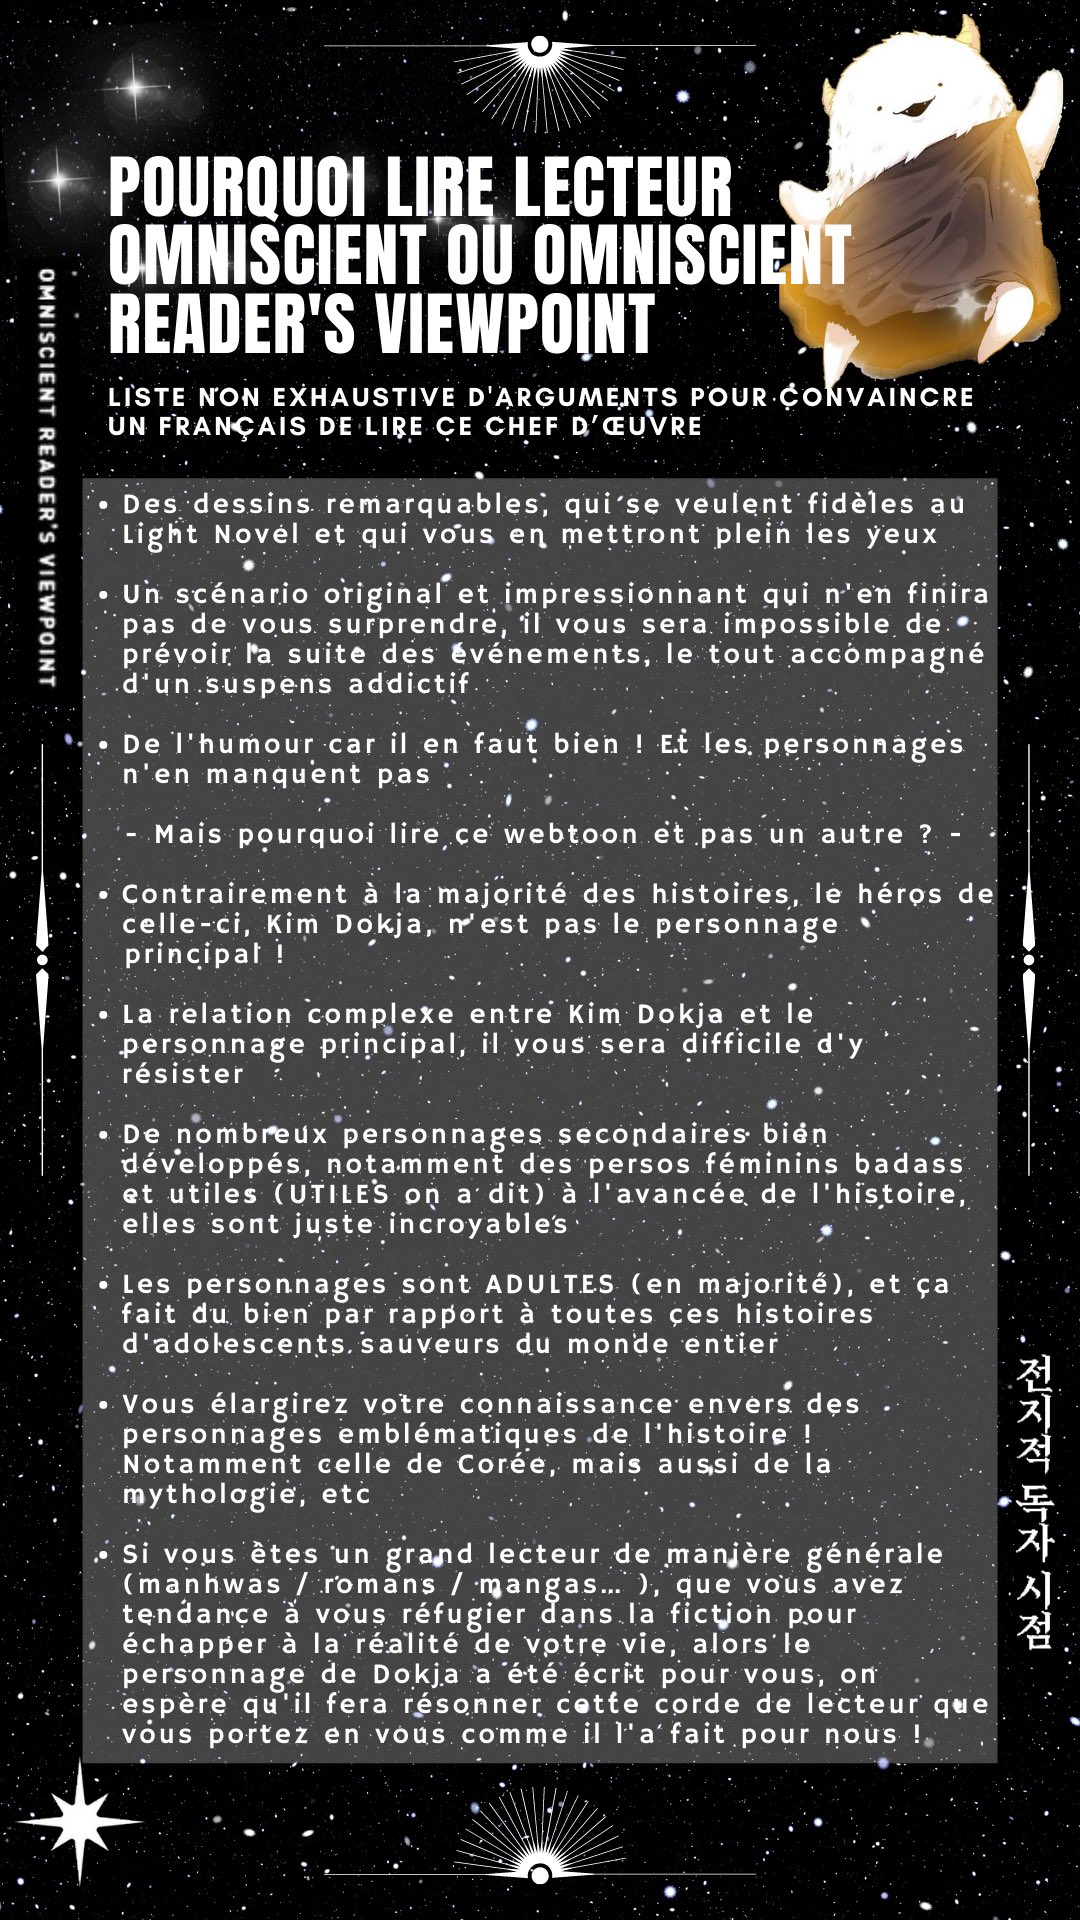 POURQUOI LIRE LECTEUR
OMNISCIENT OU OMNISCIENT
READER'S VIEWPOINT
LISTE NON EXHAUSTIVE D'ARGUMENTS POUR CONVAINCRE
UN FRANÇAIS DE LIRE CE CHEF D’ŒUVRE
OMNISCIENT READER'S VIEWPOINT
• Des dessins remarquables, qui se veulent fidèles au
Light Novel et qui vous en mettront plein les yeux
• Un scénario original et impressionnant qui n'en finira
pas de vous surprendre, il vous sera impossible de
prévoir la suite des événements, le tout accompagné
d'un suspens addictif
• De l'humour car il en faut bien ! Et les personnages
n'en manquent pas
- Mais pourquoi lire ce webtoon et pas un autre ? -
• Contrairement à la majorité des histoires, le héros de
celle-ci, Kim Dokja, n'est pas le personnage
principal !
• La relation complexe entre Kim Dokja et le
personnage principal, il vous sera difficile d'y
résister
• De nombreux personnages secondaires bien
développés, notamment des persos féminins badass
et utiles (UTILES on a dit) à l'avancée de l'histoire,
elles sont juste incroyables
• Les personnages sont ADULTES (en majorité), et ça
fait du bien par rapport à toutes ces histoires
d'adolescents sauveurs du monde entier
• Vous élargirez votre connaissance envers des
personnages emblématiques de l'histoire !
Notamment celle de Corée, mais aussi de la
mythologie, etc
• Si vous êtes un grand lecteur de manière générale
(manhwas / romans / mangas... ), que vous avez
tendance à vous réfugier dans la fiction pour
échapper à la réalité de votre vie, alors le
personnage de Dokja a été écrit pour vous, on
espère qu'il fera résonner cette corde de lecteur que
vous portez en vous comme il l'a fait pour nous !
전지적 독자 시점